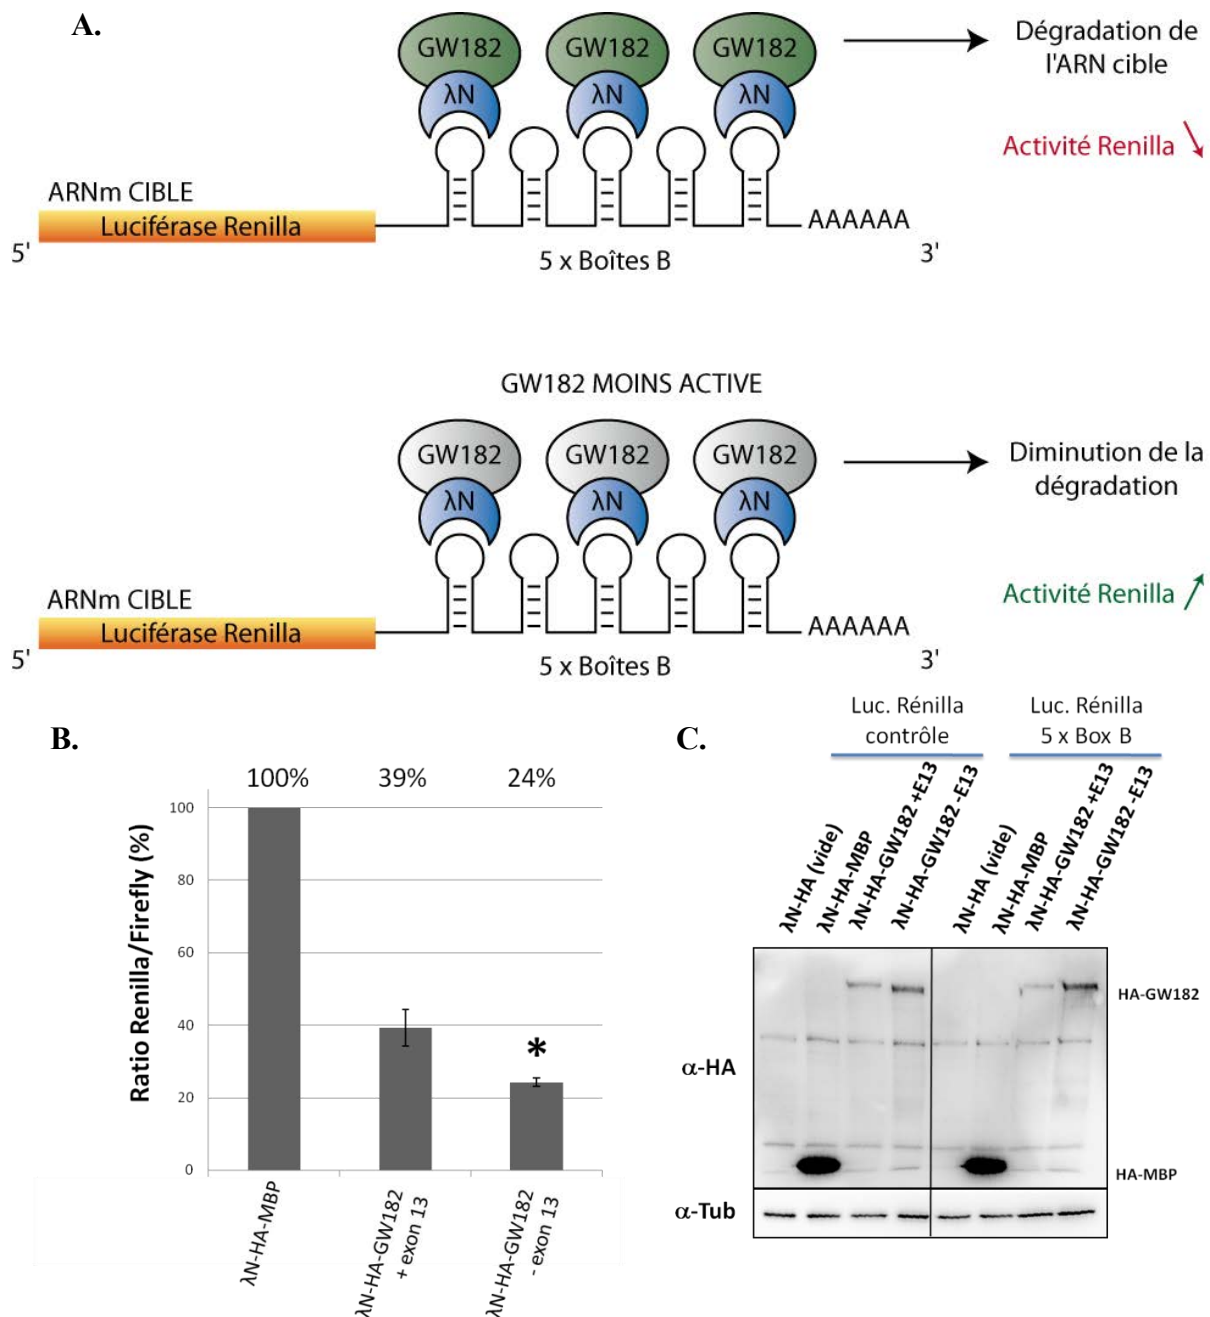 A.
GW182 GW182 GW182
λN λN λN
Dégradation de
l'ARN cible
Activité Renilla
ARNm CIBLE
Luciférase Renilla
AAAAAA
5'
5 x Boîtes B
3'
GW182 MOINS ACTIVE
GW182 GW182 GW182
λN λN λN
Diminution de la
dégradation
Activité Renilla
ARNm CIBLE
Luciférase Renilla
AAAAAA
5'
5 x Boîtes B
3'
B.
100% 39% 24%
Ratio Renilla/Firefly (%)
100
80
60
40
20
0
*
λN-HA-MBP
λN-HA-GW182
+ exon 13
λN-HA-GW182
- exon 13
C.
Luc. Rénilla
contrôle
Luc. Rénilla
5 x Box B
λN-HA (vide)
λN-HA-MBP
λN-HA-GW182 +E13
λN-HA-GW182 -E13
λN-HA (vide)
λN-HA-MBP
λN-HA-GW182 +E13
λN-HA-GW182 -E13
HA-GW182
α-HA
HA-MBP
α-Tub